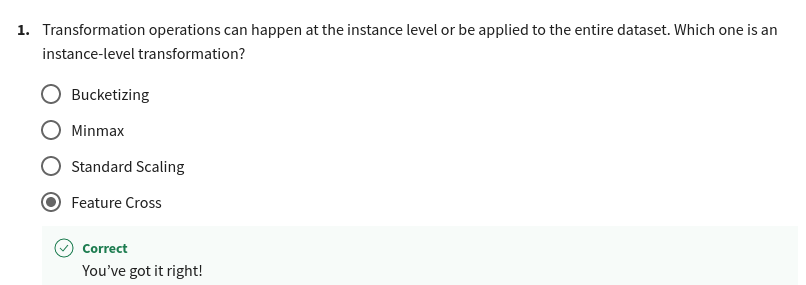 1. Transformation operations can happen at the instance level or be applied to the entire dataset. Which one is an
instance-level transformation?
Bucketizing
Minmax
Standard Scaling
Feature Cross
Correct
You’ve got it right!